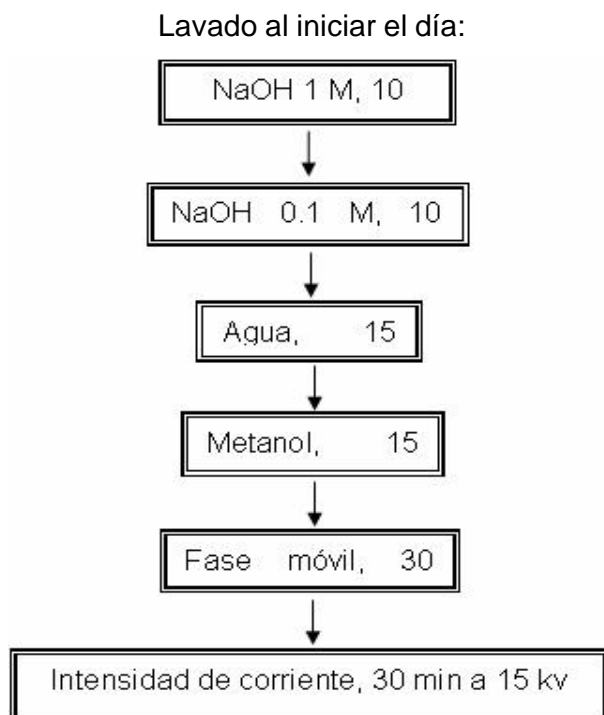 Lavado al iniciar el día:
NaOH 1 M, 10
NaOH 0.1 M, 10
Agua, 15
Metanol, 15
Fase móvil, 30
Intensidad de corriente, 30 min a 15 kv